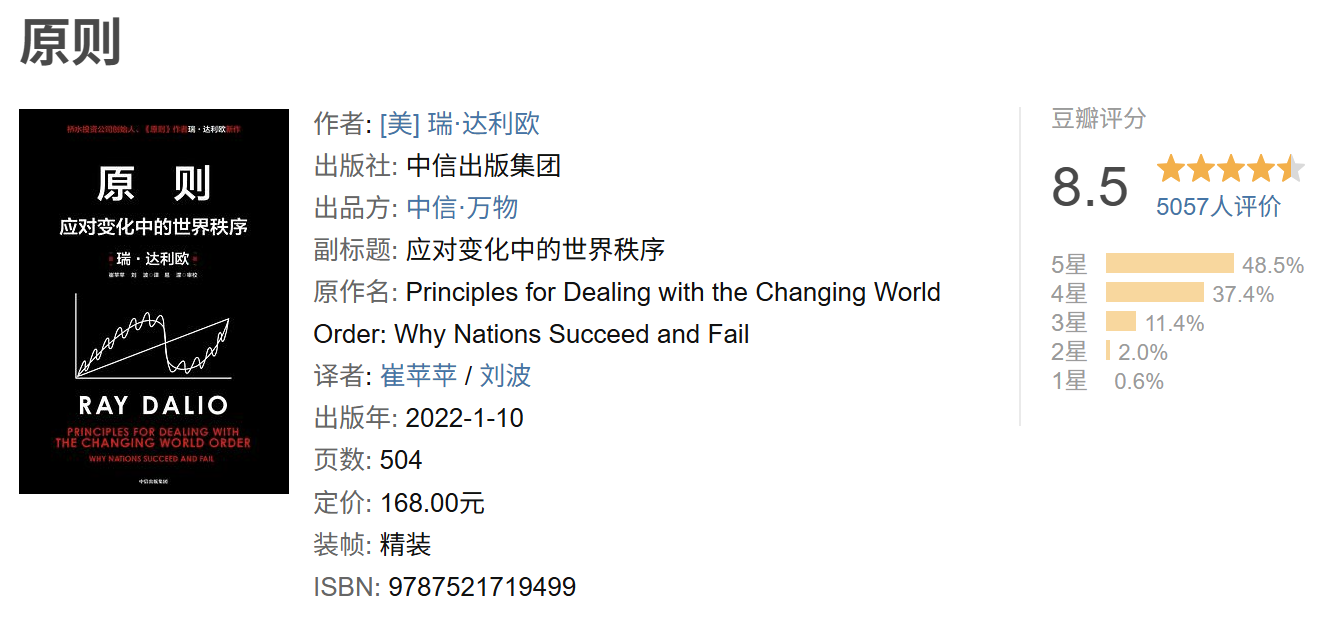 原则
桥水投资公司创始人、《原则》作者瑞·达利欧新作
原 则
应对变化中的世界秩序
瑞·达利欧
崔苹苹 刘 波◎译
RAY DALIO
PRINCIPLES FOR DEALING WITH
THE CHANGING WORLD ORDER
WHY NATIONS SUCCEED AND FAIL
中信出版集团
作者: [美] 瑞·达利欧
出版社: 中信出版集团
出品方: 中信·万物
副标题: 应对变化中的世界秩序
原作名: Principles for Dealing with the Changing World
Order: Why Nations Succeed and Fail
译者: 崔苹苹 / 刘波
出版年: 2022-1-10
页数: 504
定价: 168.00元
装帧: 精装
ISBN: 9787521719499
豆瓣评分
8.5
5057人评价
5星 48.5%
4星 37.4%
3星 11.4%
2星 2.0%
1星 0.6%